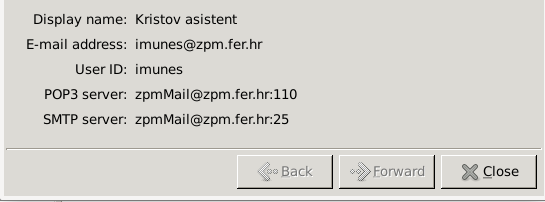 Display name: Kristov asistent
E-mail address: imunes@zpm.fer.hr
User ID: imunes
POP3 server: zpmMail@zpm.fer.hr:110
SMTP server: zpmMail@zpm.fer.hr:25
Back Forward Close